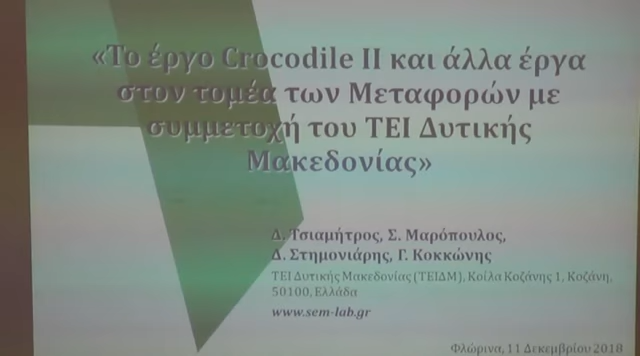 «Το έργο Crocodile II και άλλα έργα
στον τομέα των Μεταφορών με
συμμετοχή του ΤΕΙ Δυτικής
Μακεδονίας»
Δ. Τσιαμήτρος, Σ. Μαρόπουλος,
Δ. Στημονιάρης, Γ. Κοκκώνης
ΤΕΙ Δυτικής Μακεδονίας (ΤΕΙΔΜ), Κοίλα Κοζάνης 1, Κοζάνη,
50100, Ελλάδα
www.sem-lab.gr
Φλώρινα, 11 Δεκεμβρίου 2018